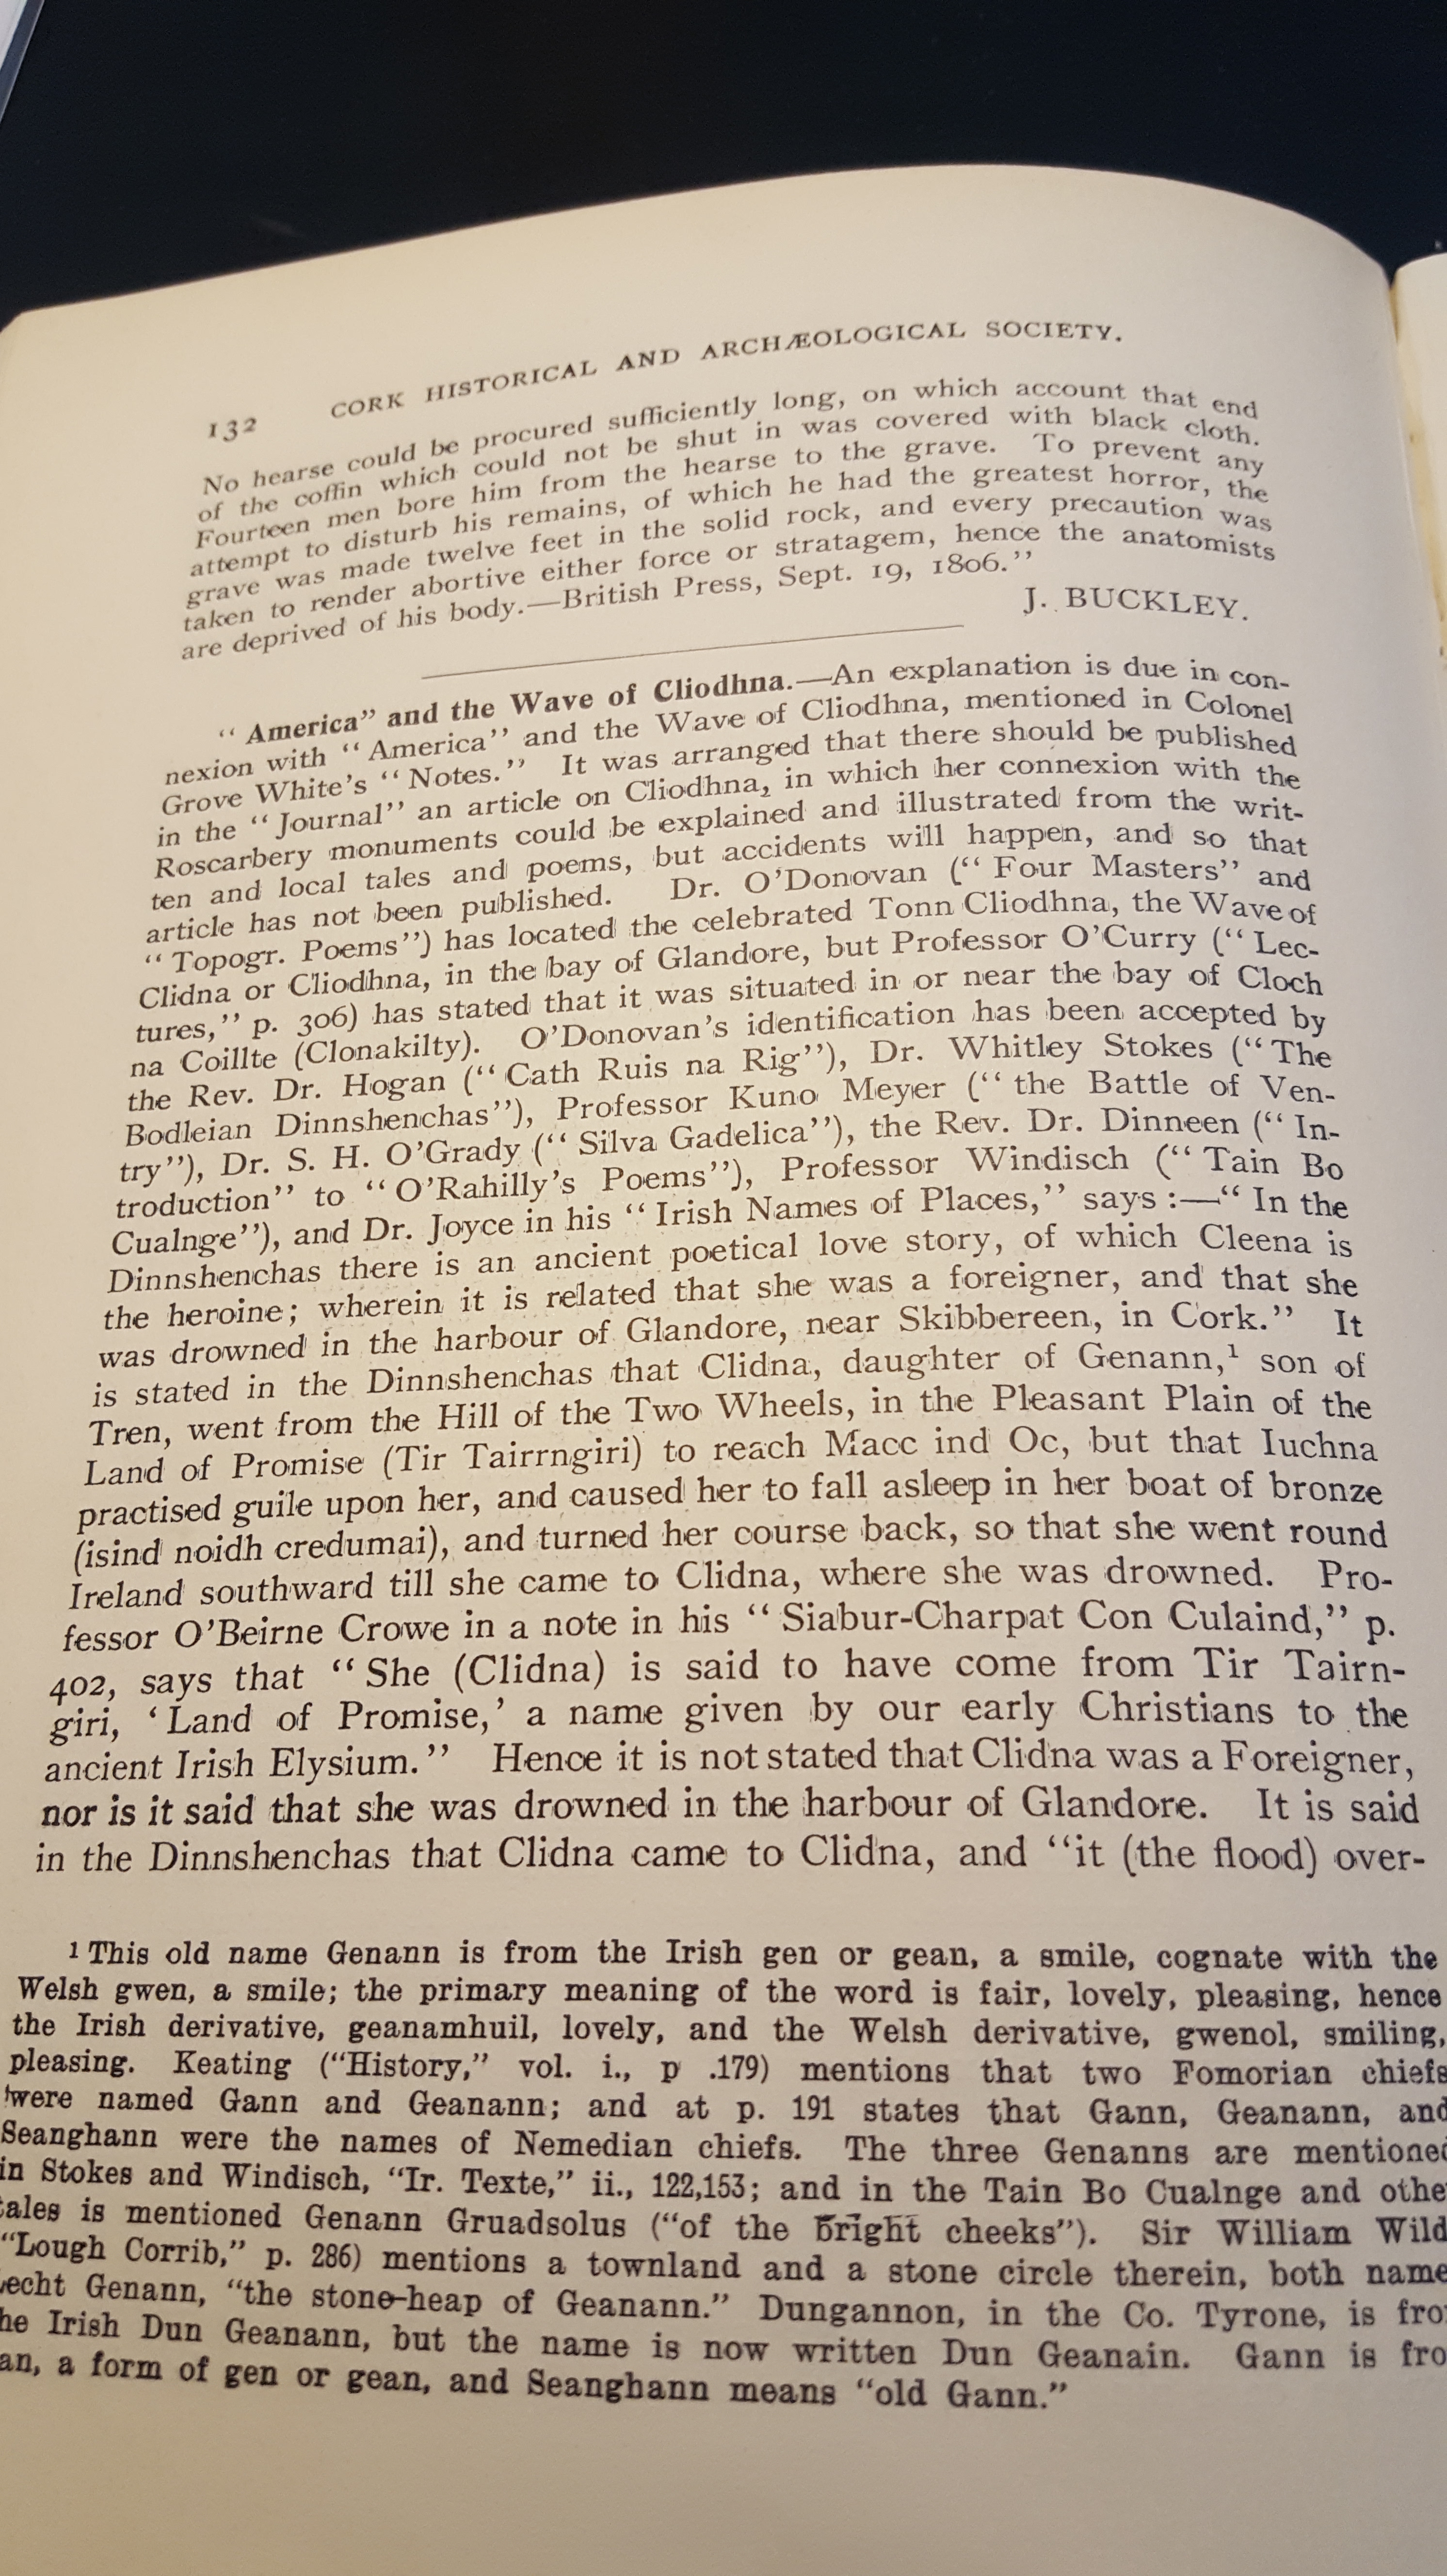 132 CORK HISTORICAL AND ARCHÆOLOGICAL SOCIETY.
No hearse could be procured sufficiently long, on which account that end
of the coffin which could not be shut in was covered with black cloth.
Fourteen men bore him from the hearse to the grave. To prevent any
attempt to disturb his remains, of which he had the greatest horror, the
grave was made twelve feet in the solid rock, and every precaution was
taken to render abortive either force or stratagem, hence the anatomists
are deprived of his body.—British Press, Sept. 19, 1806.”
J. BUCKLEY.
“ America” and the Wave of Cliodhna.—An explanation is due in con-
nexion with “ America” and the Wave of Cliodhna, mentioned in Colonel
Grove White’s “ Notes.” It was arranged that there should be published
in the “ Journal” an article on Cliodhna, in which her connexion with the
Roscarbery monuments could be explained and illustrated from the writ-
ten and local tales and poems, but accidents will happen, and so that
article has not been published. Dr. O’Donovan (“ Four Masters” and
“ Topogr. Poems”) has located the celebrated Tonn Cliodhna, the Wave of
Clidna or Cliodhna, in the bay of Glandore, but Professor O’Curry (“ Lec-
tures,” p. 306) has stated that it was situated in or near the bay of Cloch
na Coillte (Clonakilty). O’Donovan’s identification has been accepted by
the Rev. Dr. Hogan (“ Cath Ruis na Rig”), Dr. Whitley Stokes (“ The
Bodleian Dinnshenchas”), Professor Kuno Meyer (“ the Battle of Ven-
try”), Dr. S. H. O’Grady (“ Silva Gadelica”), the Rev. Dr. Dinneen (“ In-
troduction” to “ O’Rahilly’s Poems”), Professor Windisch (“ Tain Bo
Cualnge”), and Dr. Joyce in his “ Irish Names of Places,” says :—“ In the
Dinnshenchas there is an ancient poetical love story, of which Cleena is
the heroine; wherein it is related that she was a foreigner, and that she
was drowned in the harbour of Glandore, near Skibbereen, in Cork.” It
is stated in the Dinnshenchas that Clidna, daughter of Genann,¹ son of
Tren, went from the Hill of the Two Wheels, in the Pleasant Plain of the
Land of Promise (Tir Tairrngiri) to reach Macc ind Oc, but that Iuchna
practised guile upon her, and caused her to fall asleep in her boat of bronze
(isind noidh credumai), and turned her course back, so that she went round
Ireland southward till she came to Clidna, where she was drowned. Pro-
fessor O’Beirne Crowe in a note in his “ Siabur-Charpat Con Culaind,” p.
402, says that “ She (Clidna) is said to have come from Tir Tairn-
giri, ‘ Land of Promise,’ a name given by our early Christians to the
ancient Irish Elysium.” Hence it is not stated that Clidna was a Foreigner,
nor is it said that she was drowned in the harbour of Glandore. It is said
in the Dinnshenchas that Clidna came to Clidna, and “it (the flood) over-
¹ This old name Genann is from the Irish gen or gean, a smile, cognate with the
Welsh gwen, a smile; the primary meaning of the word is fair, lovely, pleasing, hence
the Irish derivative, geanamhuil, lovely, and the Welsh derivative, gwenol, smiling,
pleasing. Keating (“History,” vol. i., p .179) mentions that two Fomorian chiefs
were named Gann and Geanann; and at p. 191 states that Gann, Geanann, and
Seanghann were the names of Nemedian chiefs. The three Genanns are mentioned
in Stokes and Windisch, “Ir. Texte,” ii., 122,153; and in the Tain Bo Cualnge and othe
tales is mentioned Genann Gruadsolus (“of the bright cheeks”). Sir William Wild
“Lough Corrib,” p. 286) mentions a townland and a stone circle therein, both name
echt Genann, “the stone-heap of Geanann.” Dungannon, in the Co. Tyrone, is fro
he Irish Dun Geanann, but the name is now written Dun Geanain. Gann is fro
an, a form of gen or gean, and Seanghann means “old Gann.”